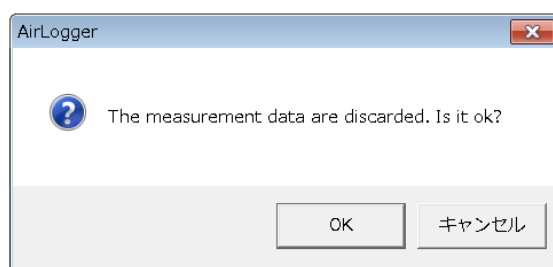 AirLogger
The measurement data are discarded. Is it ok?
OK
キャンセル